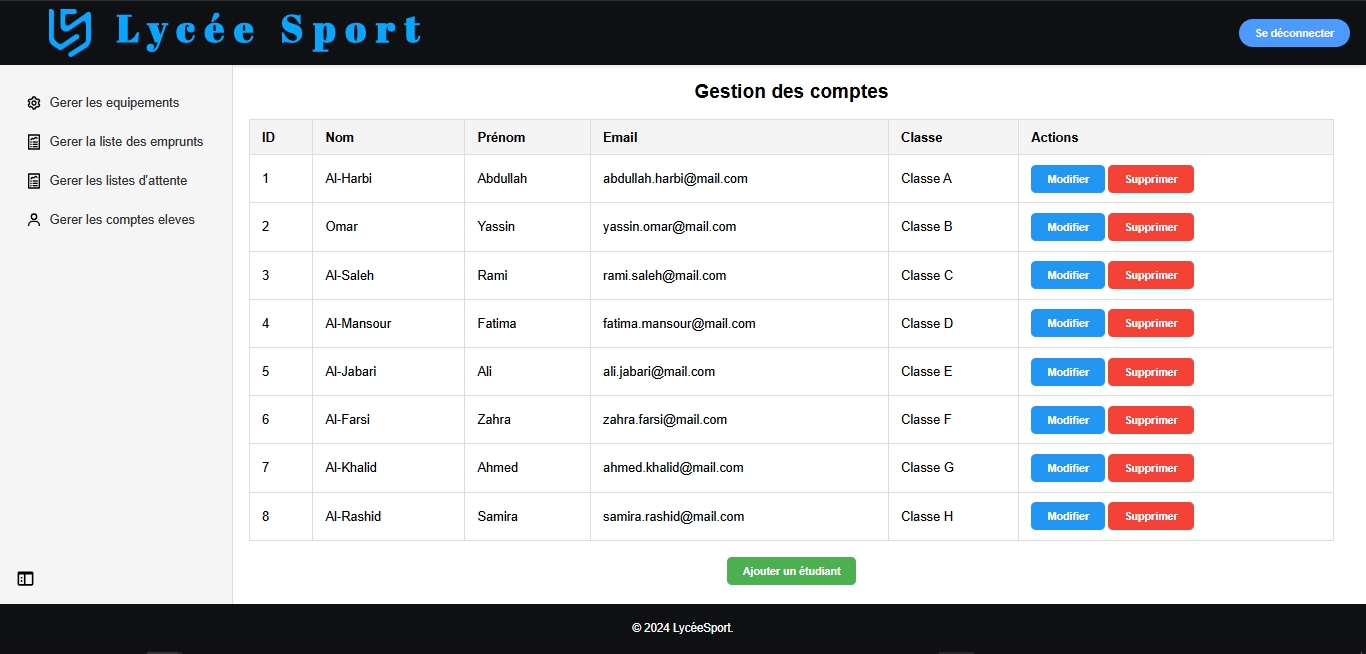 Lycée Sport
Se déconnecter
Gerer les equipements
Gerer la liste des emprunts
Gerer les listes d'attente
Gerer les comptes eleves
Gestion des comptes
ID Nom Prénom Email Classe Actions
1 Al-Harbi Abdullah abdullah.harbi@mail.com Classe A Modifier Supprimer
2 Omar Yassin yassin.omar@mail.com Classe B Modifier Supprimer
3 Al-Saleh Rami rami.saleh@mail.com Classe C Modifier Supprimer
4 Al-Mansour Fatima fatima.mansour@mail.com Classe D Modifier Supprimer
5 Al-Jabari Ali ali.jabari@mail.com Classe E Modifier Supprimer
6 Al-Farsi Zahra zahra.farsi@mail.com Classe F Modifier Supprimer
7 Al-Khalid Ahmed ahmed.khalid@mail.com Classe G Modifier Supprimer
8 Al-Rashid Samira samira.rashid@mail.com Classe H Modifier Supprimer
Ajouter un étudiant
© 2024 LycéeSport.